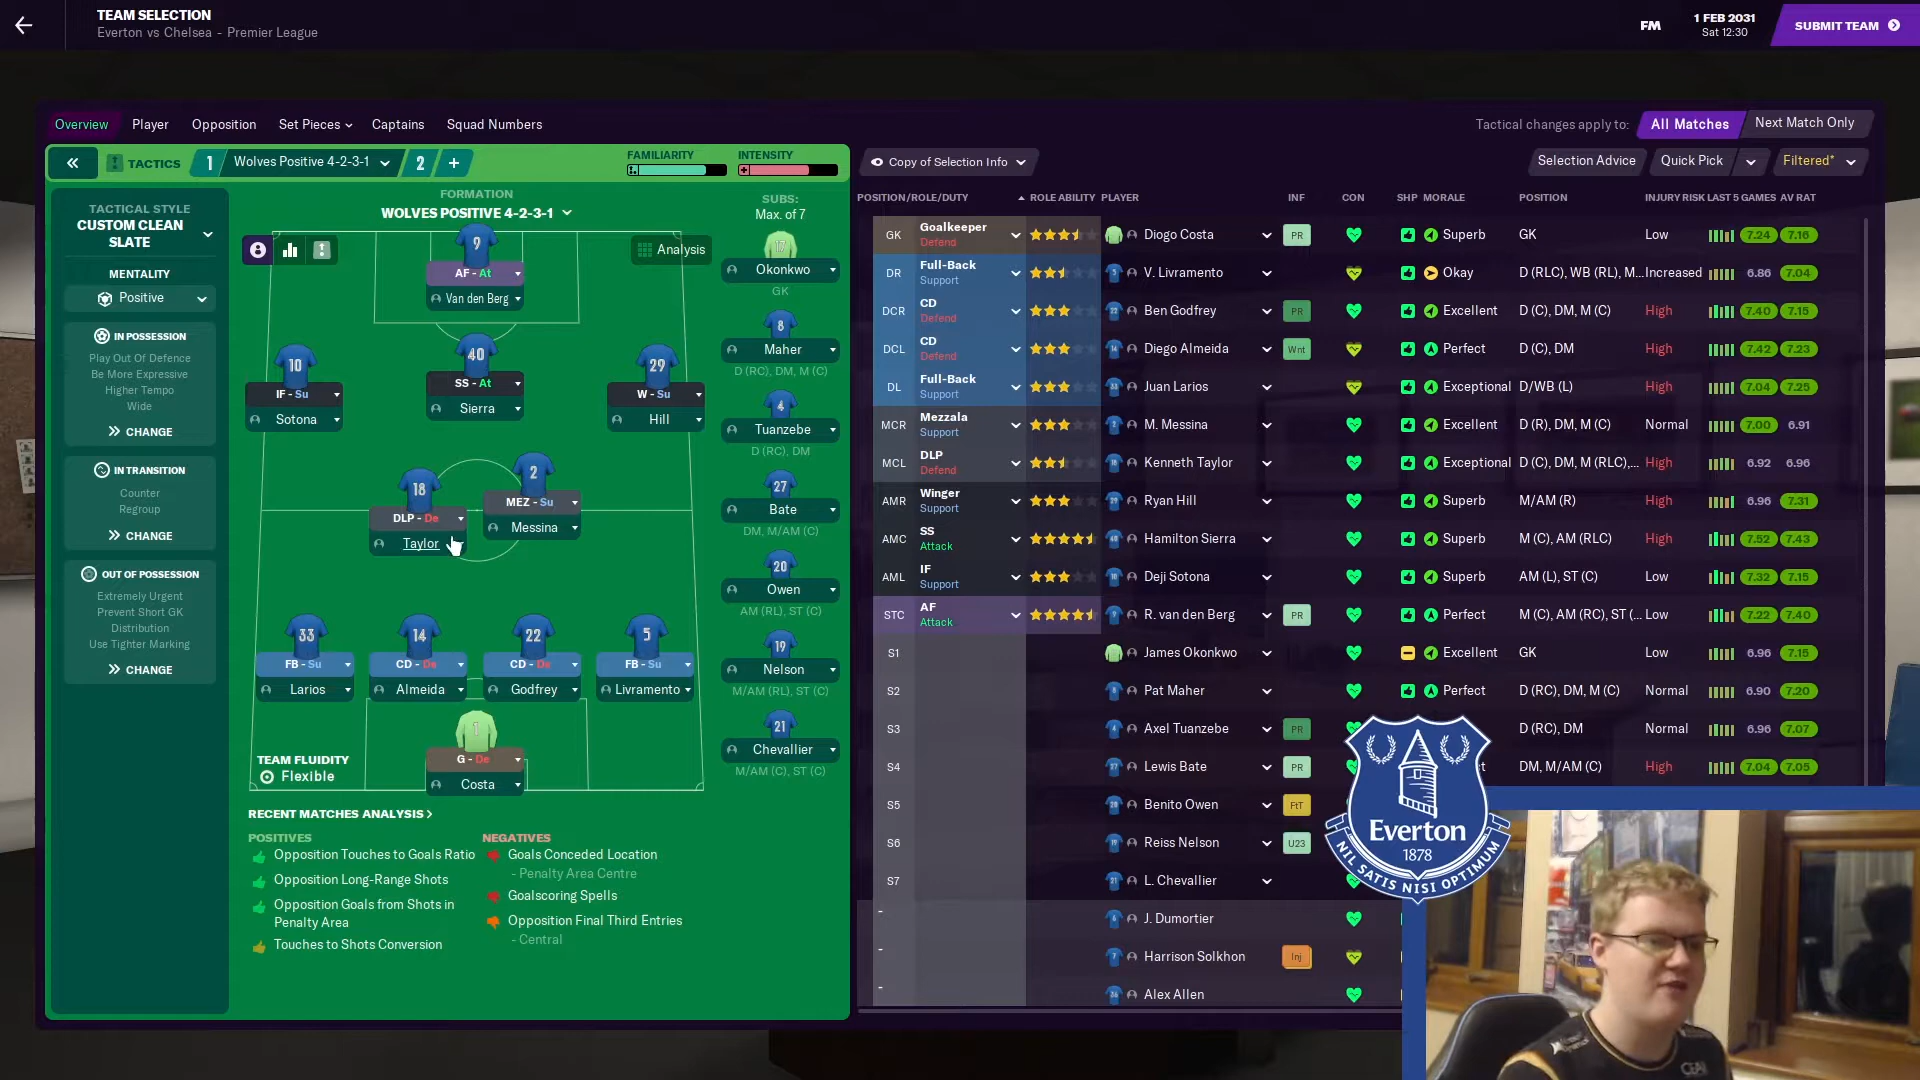 TEAM SELECTION
Everton vs Chelsea - Premier League
FM
1 FEB 2031
Sat 12:30
SUBMIT TEAM
Overview
Player
Opposition
Set Pieces
Captains
Squad Numbers
Tactical changes apply to:
All Matches
Next Match Only
TACTICS
1
Wolves Positive 4-2-3-1
2
+
FAMILIARITY
INTENSITY
Copy of Selection Info
Selection Advice
Quick Pick
Filtered*
TACTICAL STYLE
CUSTOM CLEAN
SLATE
MENTALITY
Positive
IN POSSESSION
Play Out Of Defence
Be More Expressive
Higher Tempo
Wide
CHANGE
IN TRANSITION
Counter
Regroup
CHANGE
OUT OF POSSESSION
Extremely Urgent
Prevent Short GK
Distribution
Use Tighter Marking
CHANGE
FORMATION
WOLVES POSITIVE 4-2-3-1
Analysis
9
AF - At
Van den Berg
10
IF - Su
Sotona
40
SS - At
Sierra
29
W - Su
Hill
18
DLP - De
Taylor
2
MEZ - Su
Messina
33
FB - Su
Larios
14
CD - De
Almeida
22
CD - De
Godfrey
5
FB - Su
Livramento
1
G - De
Costa
TEAM FLUIDITY
Flexible
SUBS:
Max. of 7
17
Okonkwo
GK
8
Maher
D (RC), DM, M (C)
4
Tuanzebe
D (RC), DM
27
Bate
DM, M/AM (C)
20
Owen
AM (RL), ST (C)
19
Nelson
M/AM (RL), ST (C)
21
Chevallier
M/AM (C), ST (C)
RECENT MATCHES ANALYSIS
POSITIVES
Opposition Touches to Goals Ratio
Opposition Long-Range Shots
Opposition Goals from Shots in
Penalty Area
Touches to Shots Conversion
NEGATIVES
Goals Conceded Location
- Penalty Area Centre
Goalscoring Spells
Opposition Final Third Entries
- Central
POSITION/ROLE/DUTY ROLE ABILITY PLAYER INF CON SHP MORALE POSITION INJURY RISK LAST 5 GAMES AV RAT
GK Goalkeeper Defend Diogo Costa PR Superb GK Low 7.24 7.16
DR Full-Back Support V. Livramento Okay D (RLC), WB (RL), M... Increased 6.86 7.04
DCR CD Defend Ben Godfrey PR Excellent D (C), DM, M (C) High 7.40 7.15
DCL CD Defend Diego Almeida Wnt Perfect D (C), DM High 7.42 7.23
DL Full-Back Support Juan Larios Exceptional D/WB (L) High 7.04 7.25
MCR Mezzala Support M. Messina Excellent D (R), DM, M (C) Normal 7.00 6.91
MCL DLP Defend Kenneth Taylor Exceptional D (C), DM, M (RLC),... High 6.92 6.96
AMR Winger Support Ryan Hill Superb M/AM (R) High 6.96 7.31
AMC SS Attack Hamilton Sierra Superb M (C), AM (RLC) High 7.52 7.43
AML IF Support Deji Sotona Superb AM (L), ST (C) Low 7.32 7.15
STC AF Attack R. van den Berg PR Perfect M (C), AM (RC), ST (... Low 7.22 7.40
S1 James Okonkwo Excellent GK Low 6.96 7.15
S2 Pat Maher Perfect D (RC), DM, M (C) Normal 6.90 7.20
S3 Axel Tuanzebe PR D (RC), DM Normal 6.96 7.07
S4 Lewis Bate PR DM, M/AM (C) High 7.04 7.05
S5 Benito Owen FtT
S6 Reiss Nelson U23
S7 L. Chevallier
- J. Dumortier
- Harrison Solkhon Inj
- Alex Allen
Everton
1878
NIL SATIS NISI OPTIMUM